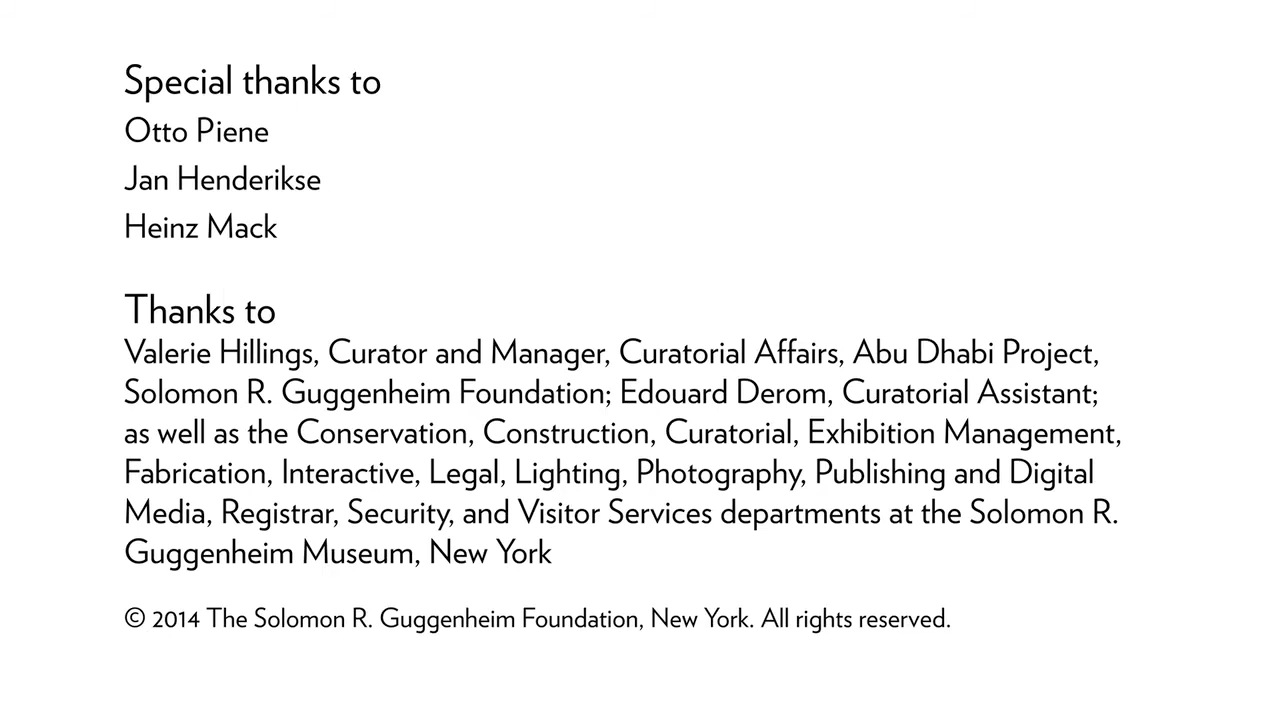 Special thanks to
Otto Piene
Jan Henderikse
Heinz Mack
Thanks to
Valerie Hillings, Curator and Manager, Curatorial Affairs, Abu Dhabi Project,
Solomon R. Guggenheim Foundation; Edouard Derom, Curatorial Assistant;
as well as the Conservation, Construction, Curatorial, Exhibition Management,
Fabrication, Interactive, Legal, Lighting, Photography, Publishing and Digital
Media, Registrar, Security, and Visitor Services departments at the Solomon R.
Guggenheim Museum, New York
© 2014 The Solomon R. Guggenheim Foundation, New York. All rights reserved.